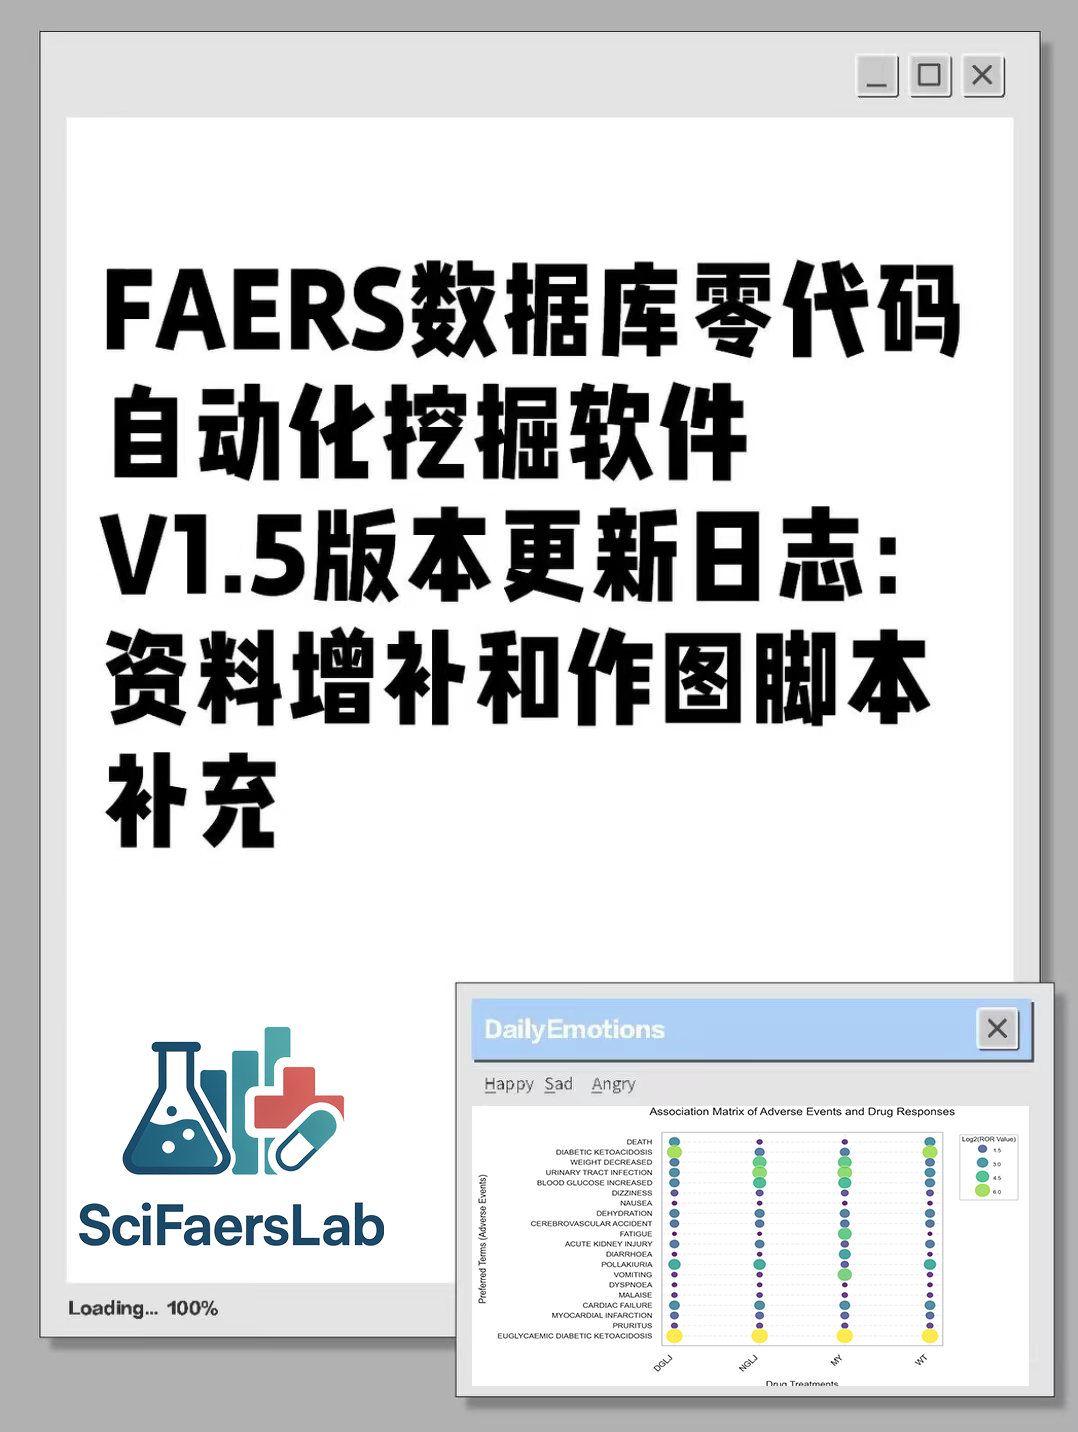 FAERS数据库零代码
自动化挖掘软件
V1.5版本更新日志：
资料增补和作图脚本
补充
SciFaersLab
Loading... 100%
DailyEmotions
Happy Sad Angry
Association Matrix of Adverse Events and Drug Responses
Preferred Terms (Adverse Events)
DEATH
DIABETIC KETOACIDOSIS
WEIGHT DECREASED
URINARY TRACT INFECTION
BLOOD GLUCOSE INCREASED
DIZZINESS
NAUSEA
DEHYDRATION
CEREBROVASCULAR ACCIDENT
FATIGUE
ACUTE KIDNEY INJURY
DIARRHOEA
POLLAKIURIA
VOMITING
DYSPNOEA
MALAISE
CARDIAC FAILURE
MYOCARDIAL INFARCTION
PRURITUS
EUGLYCAEMIC DIABETIC KETOACIDOSIS
Log2(ROR Value)
1.5
3.0
4.5
6.0
DGLJ
NGLJ
MY
WT
Drug Treatments